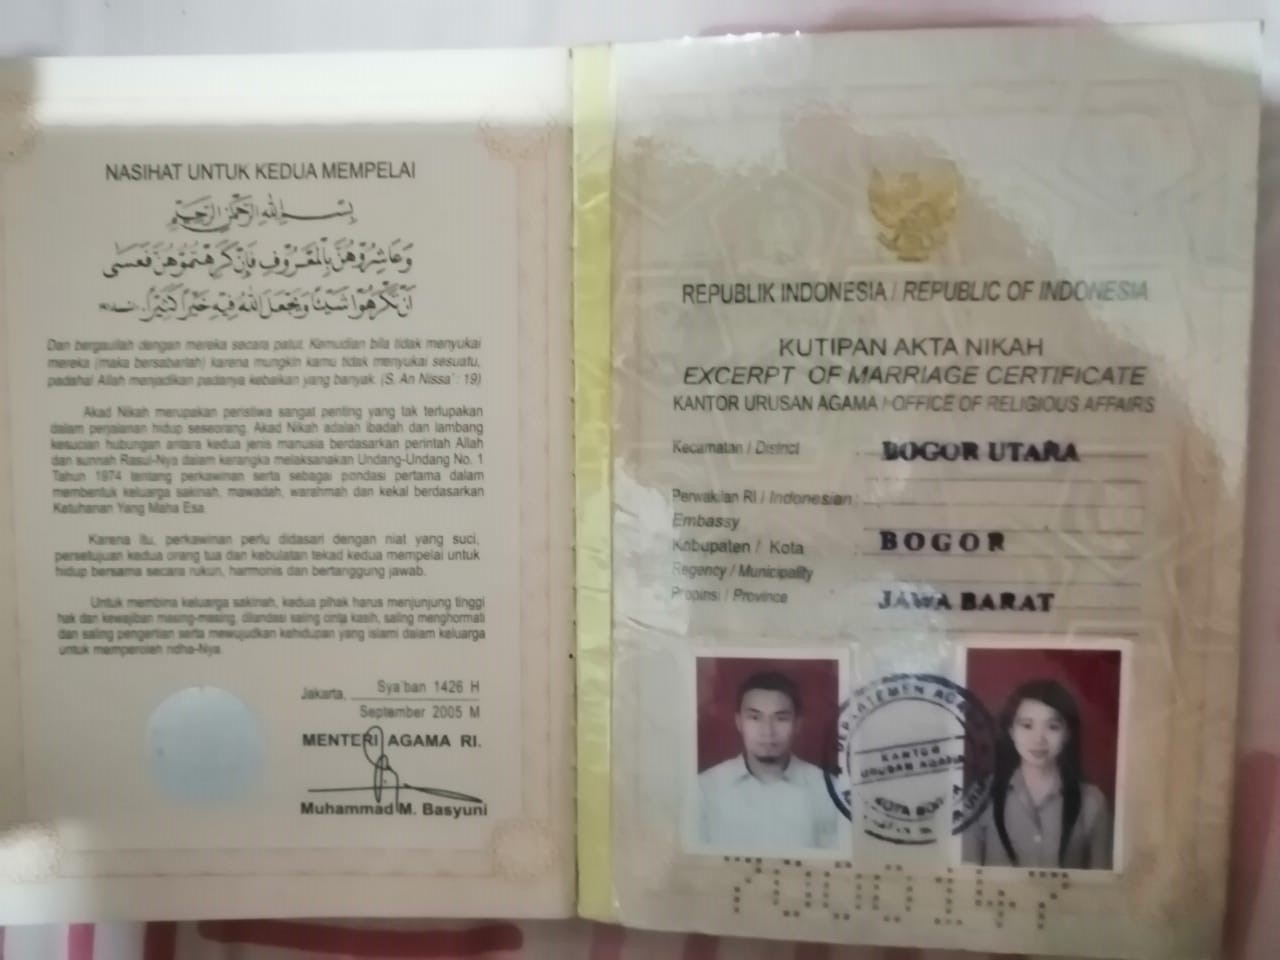 NASIHAT UNTUK KEDUA MEMPELAI
بِسْــــمِ اللهِ الرَّحْمٰنِ الرَّحِيْمِ
وَعَاشِرُوْهُنَّ بِالْمَعْرُوْفِ فَإِنْ كَرِهْتُمُوْهُنَّ فَعَسَى
أَنْ تَكْرَهُوْا شَيْئًا وَيَجْعَلَ اللهُ فِيْهِ خَيْرًا كَثِيْرًا.
Dan bergaullah dengan mereka secara patut. Kemudian bila tidak menyukai
mereka (maka bersabarlah) karena mungkin kamu tidak menyukai sesuatu,
padahal Allah menjadikan padanya kebaikan yang banyak. (S. An Nissa' : 19)
Akad Nikah merupakan peristiwa sangat penting yang tak terlupakan
dalam perjalanan hidup seseorang. Akad Nikah adalah ibadah dan lambang
kesucian hubungan antara kedua jenis manusia berdasarkan perintah Allah
dan sunnah Rasul-Nya dalam kerangka melaksanakan Undang-Undang No. 1
Tahun 1974 tentang perkawinan serta sebagai pondasi pertama dalam
membentuk keluarga sakinah, mawadah, warahmah dan kekal berdasarkan
Ketuhanan Yang Maha Esa.
Karena itu, perkawinan perlu didasari dengan niat yang suci,
persetujuan kedua orang tua dan kebulatan tekad kedua mempelai untuk
hidup bersama secara rukun, harmonis dan bertanggung jawab.
Untuk membina keluarga sakinah, kedua pihak harus menjunjung tinggi
hak dan kewajiban masing-masing, dilandasi saling cinta kasih, saling menghormati
dan saling pengertian serta mewujudkan kehidupan yang islami dalam keluarga
untuk memperoleh ridha-Nya.
Jakarta, Sya'ban 1426 H
September 2005 M
MENTERI AGAMA RI.
Muhammad M. Basyuni
REPUBLIK INDONESIA / REPUBLIC OF INDONESIA
KUTIPAN AKTA NIKAH
EXCERPT OF MARRIAGE CERTIFICATE
KANTOR URUSAN AGAMA / OFFICE OF RELIGIOUS AFFAIRS
Kecamatan / District : BOGOR UTARA
Perwakilan RI / Indonesian :
Embassy
Kabupaten / Kota : BOGOR
Regency / Municipality
Propinsi / Province : JAWA BARAT
DEPARTEMEN AGAMA
KANTOR
URUSAN AGAMA
KOTA BOGOR